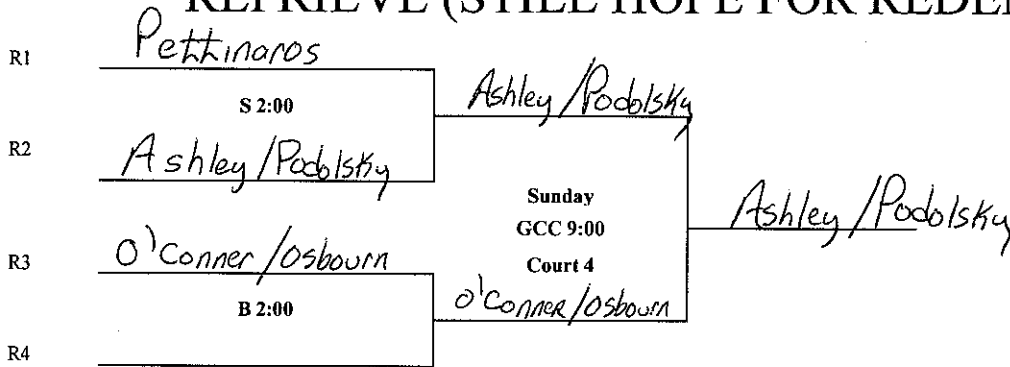 REPRIEVE (STILL HOPE FOR REDE
R1 Pettinaros
S 2:00 Ashley/Podolsky
R2 Ashley/Podolsky
Sunday
GCC 9:00 Ashley/Podolsky
Court 4
R3 O'Conner/Osbourn
B 2:00 O'Conner/Osbourn
R4